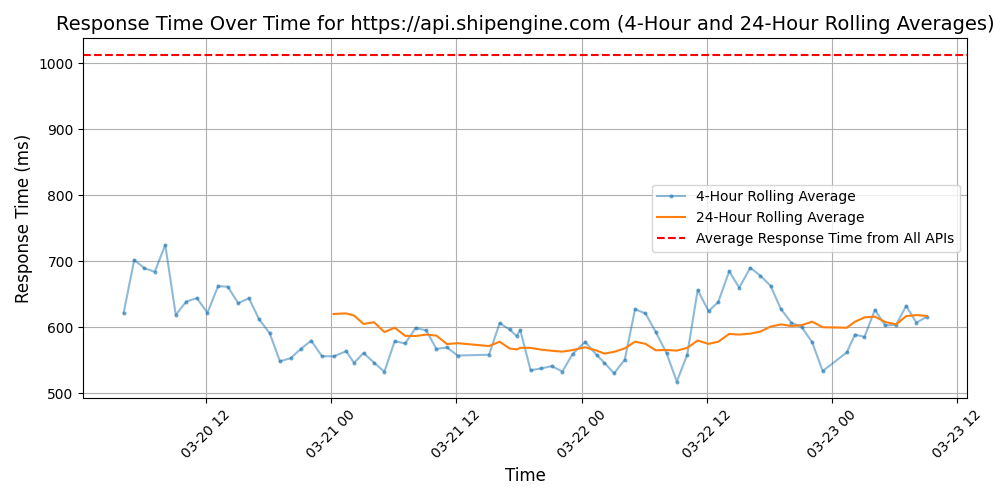 Response Time Over Time for https://api.shipengine.com (4-Hour and 24-Hour Rolling Averages)
Response Time (ms)
1000
900
800
700
600
500
4-Hour Rolling Average
24-Hour Rolling Average
Average Response Time from All APIs
03-20 12
03-21 00
03-21 12
03-22 00
03-22 12
03-23 00
03-23 12
Time